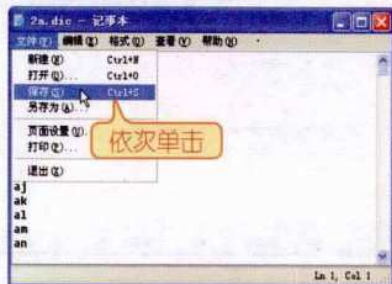 2a.dic - 记事本
文件(F) 编辑(E) 格式(O) 查看(V) 帮助(H)
新建(N) Ctrl+N
打开(O)... Ctrl+O
保存(S) Ctrl+S
另存为(A)...
页面设置(U)...
打印(P)...
依次单击
退出(X)
aj
ak
al
am
an
Ln 1, Col 1